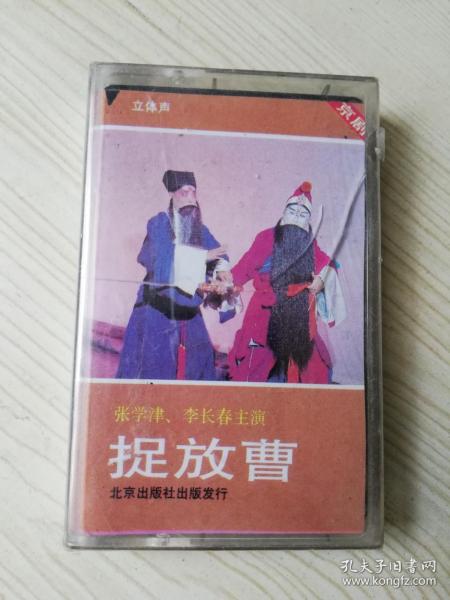 立体声
京剧
张学津、李长春主演
捉放曹
北京出版社出版发行
孔夫子旧书网
www.kongfz.com